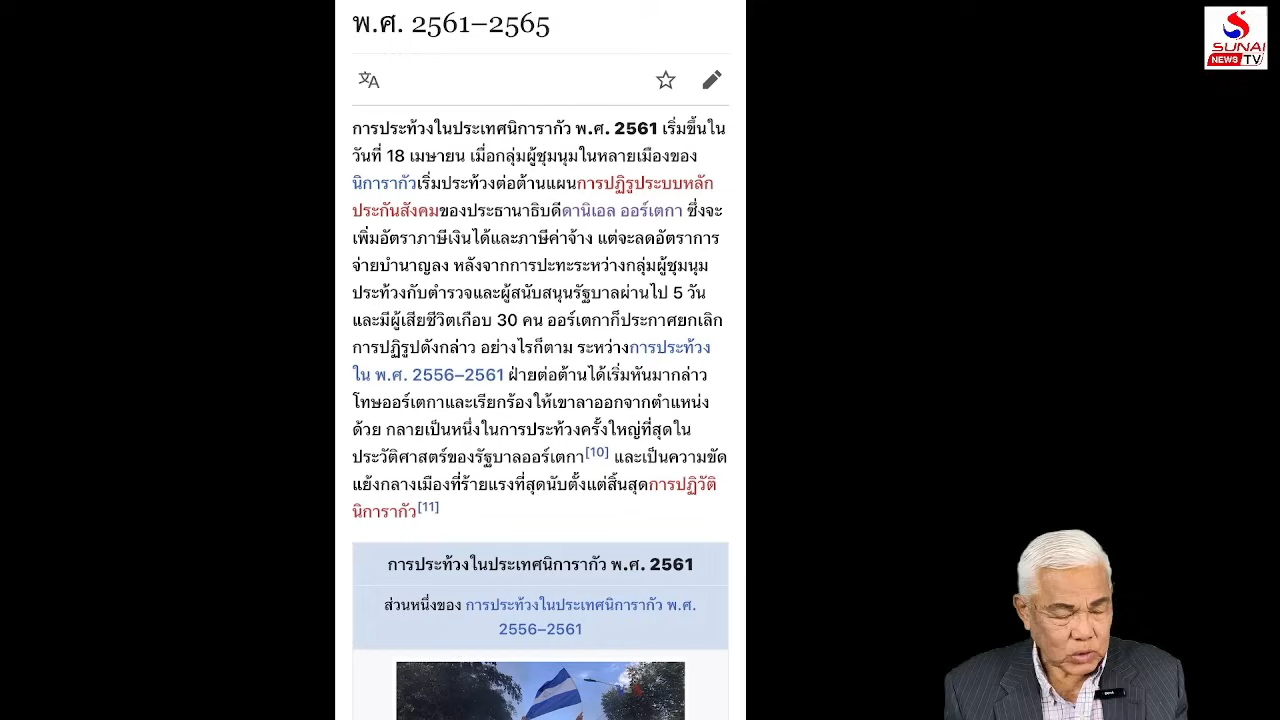 พ.ศ. 2561–2565
SUNAI
NEWS TV
文A
การประท้วงในประเทศนิการากัว พ.ศ. 2561 เริ่มขึ้นใน
วันที่ 18 เมษายน เมื่อกลุ่มผู้ชุมนุมในหลายเมืองของ
นิการากัวเริ่มประท้วงต่อต้านแผนการปฏิรูประบบหลัก
ประกันสังคมของประธานาธิบดีดานิเอล ออร์เตกา ซึ่งจะ
เพิ่มอัตราภาษีเงินได้และภาษีค่าจ้าง แต่จะลดอัตราการ
จ่ายบำนาญลง หลังจากการปะทะระหว่างกลุ่มผู้ชุมนุม
ประท้วงกับตำรวจและผู้สนับสนุนรัฐบาลผ่านไป 5 วัน
และมีผู้เสียชีวิตเกือบ 30 คน ออร์เตกาก็ประกาศยกเลิก
การปฏิรูปดังกล่าว อย่างไรก็ตาม ระหว่างการประท้วง
ใน พ.ศ. 2556–2561 ฝ่ายต่อต้านได้เริ่มหันมากล่าว
โทษออร์เตกาและเรียกร้องให้เขาลาออกจากตำแหน่ง
ด้วย กลายเป็นหนึ่งในการประท้วงครั้งใหญ่ที่สุดใน
ประวัติศาสตร์ของรัฐบาลออร์เตกา[10] และเป็นความขัด
แย้งกลางเมืองที่ร้ายแรงที่สุดนับตั้งแต่สิ้นสุดการปฏิวัติ
นิการากัว[11]
การประท้วงในประเทศนิการากัว พ.ศ. 2561
ส่วนหนึ่งของ การประท้วงในประเทศนิการากัว พ.ศ.
2556–2561